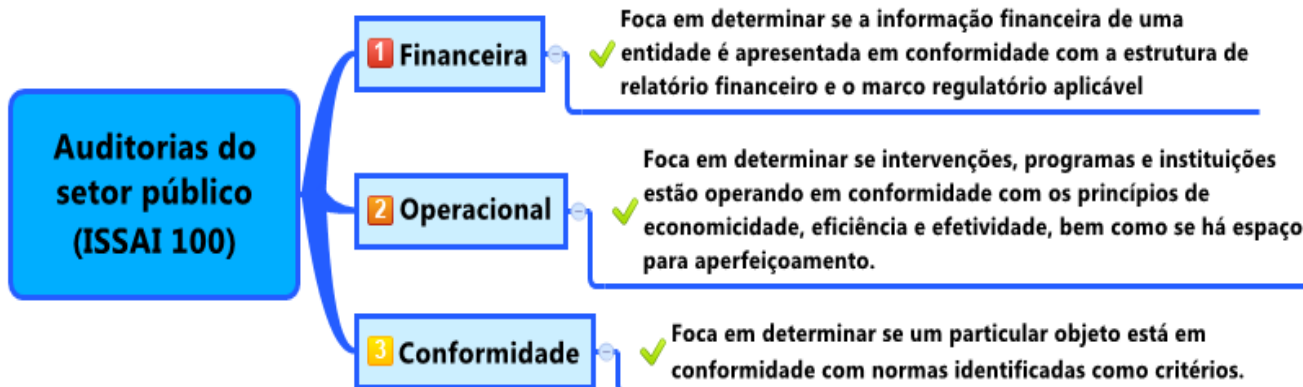 Auditorias do
setor público
(ISSAI 100)
1 Financeira
Foca em determinar se a informação financeira de uma
entidade é apresentada em conformidade com a estrutura de
relatório financeiro e o marco regulatório aplicável
2 Operacional
Foca em determinar se intervenções, programas e instituições
estão operando em conformidade com os princípios de
economicidade, eficiência e efetividade, bem como se há espaço
para aperfeiçoamento.
3 Conformidade
Foca em determinar se um particular objeto está em
conformidade com normas identificadas como critérios.